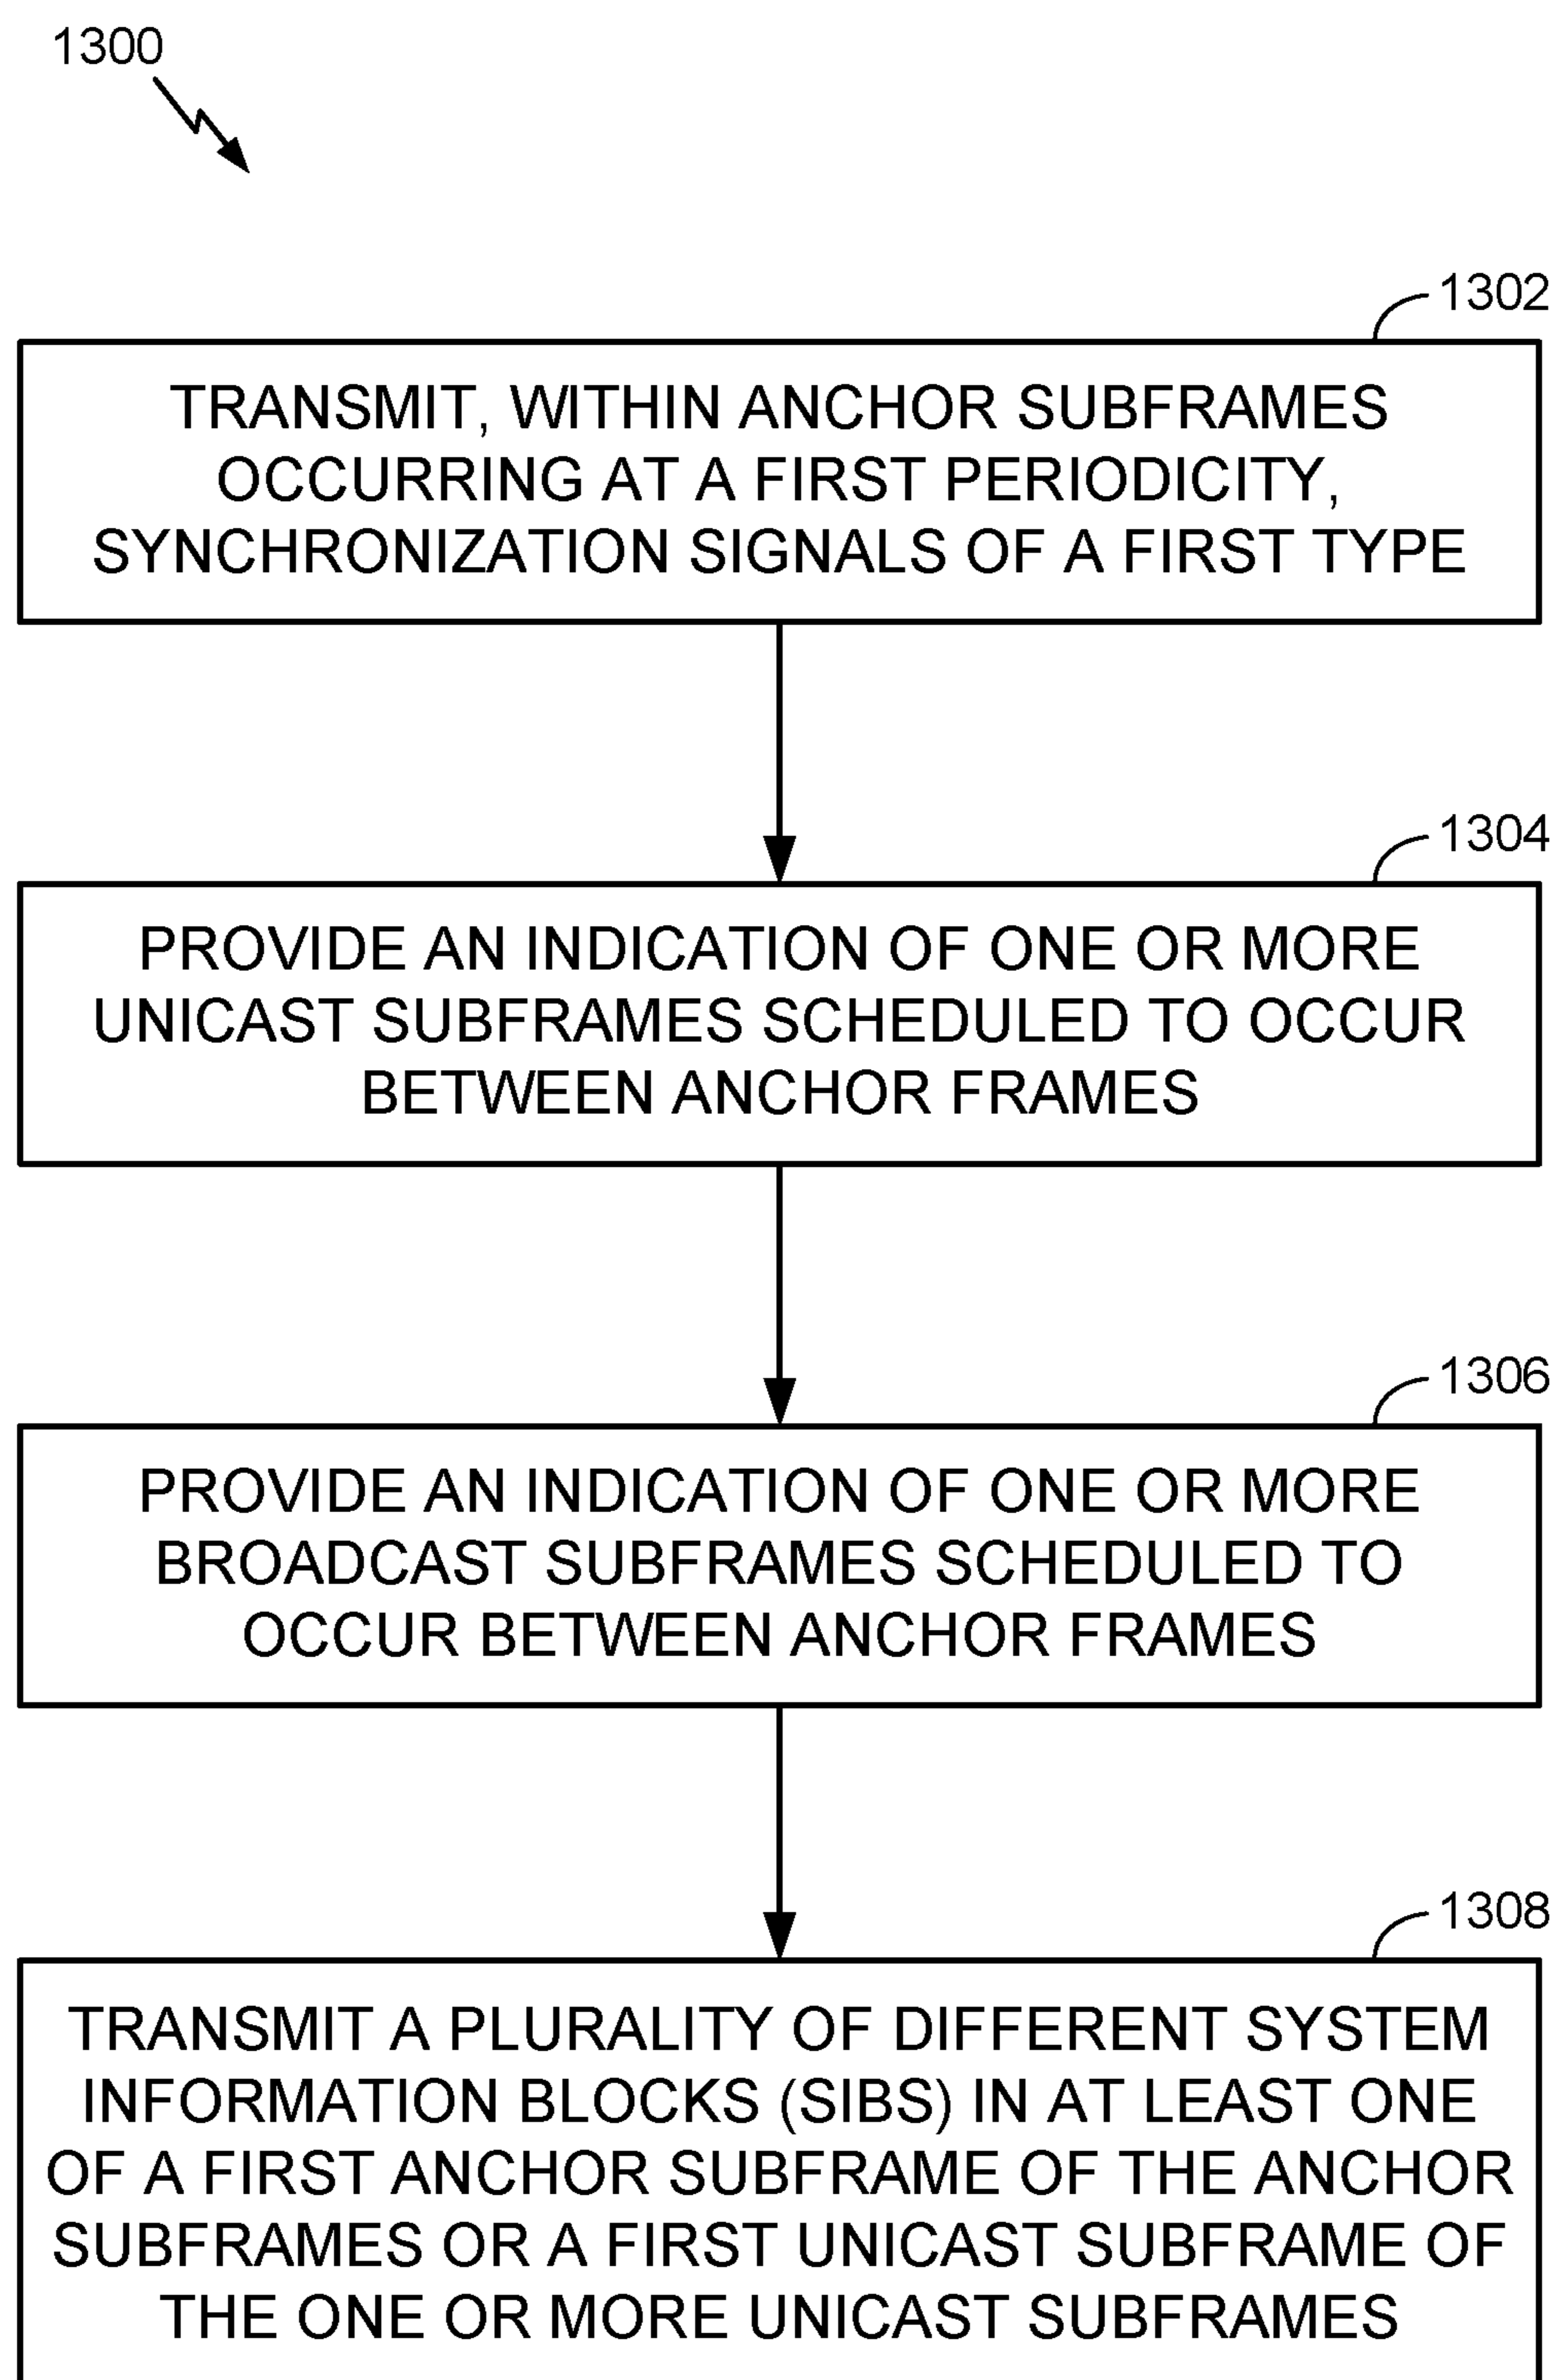 1300
1302
TRANSMIT, WITHIN ANCHOR SUBFRAMES
OCCURRING AT A FIRST PERIODICITY,
SYNCHRONIZATION SIGNALS OF A FIRST TYPE
1304
PROVIDE AN INDICATION OF ONE OR MORE
UNICAST SUBFRAMES SCHEDULED TO OCCUR
BETWEEN ANCHOR FRAMES
1306
PROVIDE AN INDICATION OF ONE OR MORE
BROADCAST SUBFRAMES SCHEDULED TO
OCCUR BETWEEN ANCHOR FRAMES
1308
TRANSMIT A PLURALITY OF DIFFERENT SYSTEM
INFORMATION BLOCKS (SIBS) IN AT LEAST ONE
OF A FIRST ANCHOR SUBFRAME OF THE ANCHOR
SUBFRAMES OR A FIRST UNICAST SUBFRAME OF
THE ONE OR MORE UNICAST SUBFRAMES